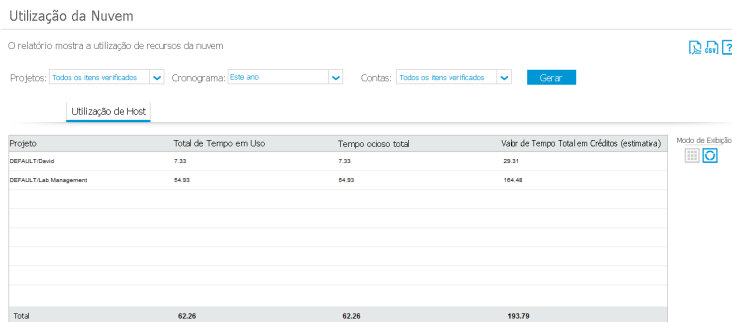 Utilização da Nuvem
O relatório mostra a utilização de recursos da nuvem
CSV ?
Projetos: Todos os itens verificados Cronograma: Este ano Contas: Todos os itens verificados Gerar
Utilização de Host
Projeto Total de Tempo em Uso Tempo ocioso total Valor de Tempo Total em Créditos (estimativa) Modo de Exibição
DEFAULT/David 7.33 7.33 29.31
DEFAULT/Lab Management 54.93 54.93 164.48
Total 62.26 62.26 193.79